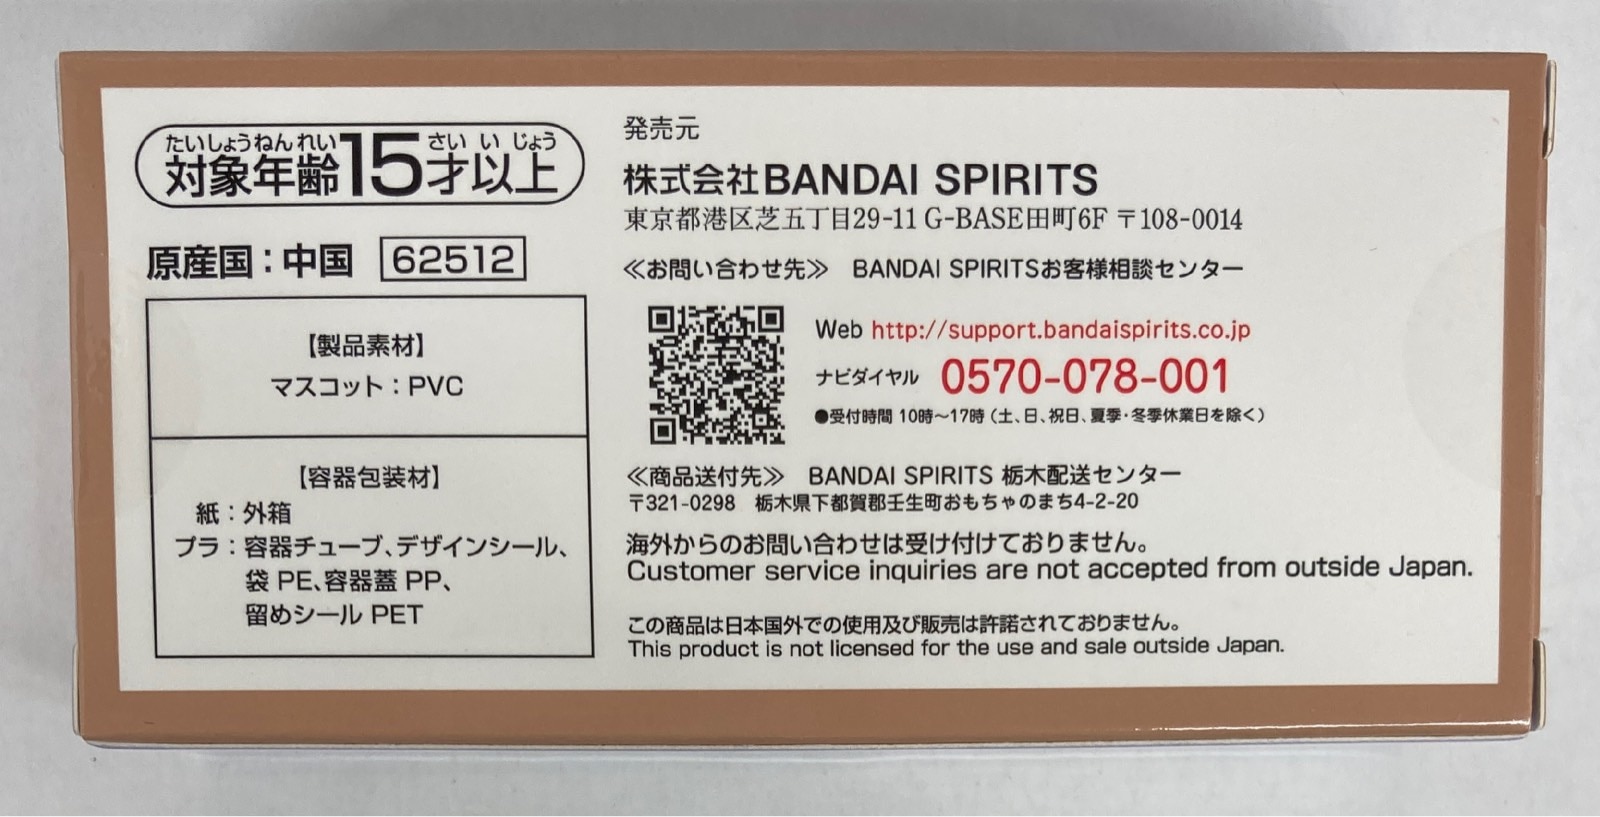 たいしょうねんれい さいいじょう
対象年齢15才以上
原産国：中国 62512
【製品素材】
マスコット：PVC
【容器包装材】
紙：外箱
プラ：容器チューブ、デザインシール、
袋 PE、容器蓋 PP、
留めシール PET
発売元
株式会社BANDAI SPIRITS
東京都港区芝五丁目29-11 G-BASE田町6F 〒108-0014
≪お問い合わせ先≫ BANDAI SPIRITSお客様相談センター
Web http://support.bandaispirits.co.jp
ナビダイヤル 0570-078-001
●受付時間 10時～17時（土、日、祝日、夏季・冬季休業日を除く）
≪商品送付先≫ BANDAI SPIRITS 栃木配送センター
〒321-0298 栃木県下都賀郡壬生町おもちゃのまち4-2-20
海外からのお問い合わせは受け付けておりません。
Customer service inquiries are not accepted from outside Japan.
この商品は日本国外での使用及び販売は許諾されておりません。
This product is not licensed for the use and sale outside Japan.